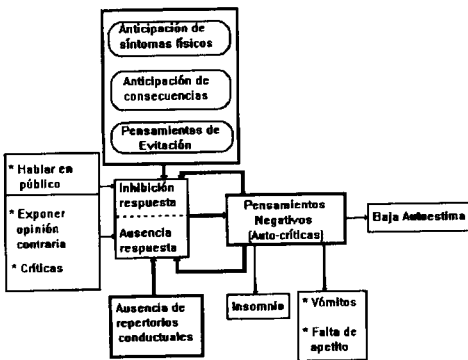 Anticipación de
síntomas físicos
Anticipación de
consecuencias
Pensamientos de
Evitación
* Hablar en
público
* Exponer
opinión
contraria
* Críticas
Inhibición
respuesta
Ausencia
respuesta
Pensamientos
Negativos
(Auto-críticas)
Baja Autoestima
Ausencia de
repertorios
conductuales
Insomnio
* Vómitos
* Falta de
apetito